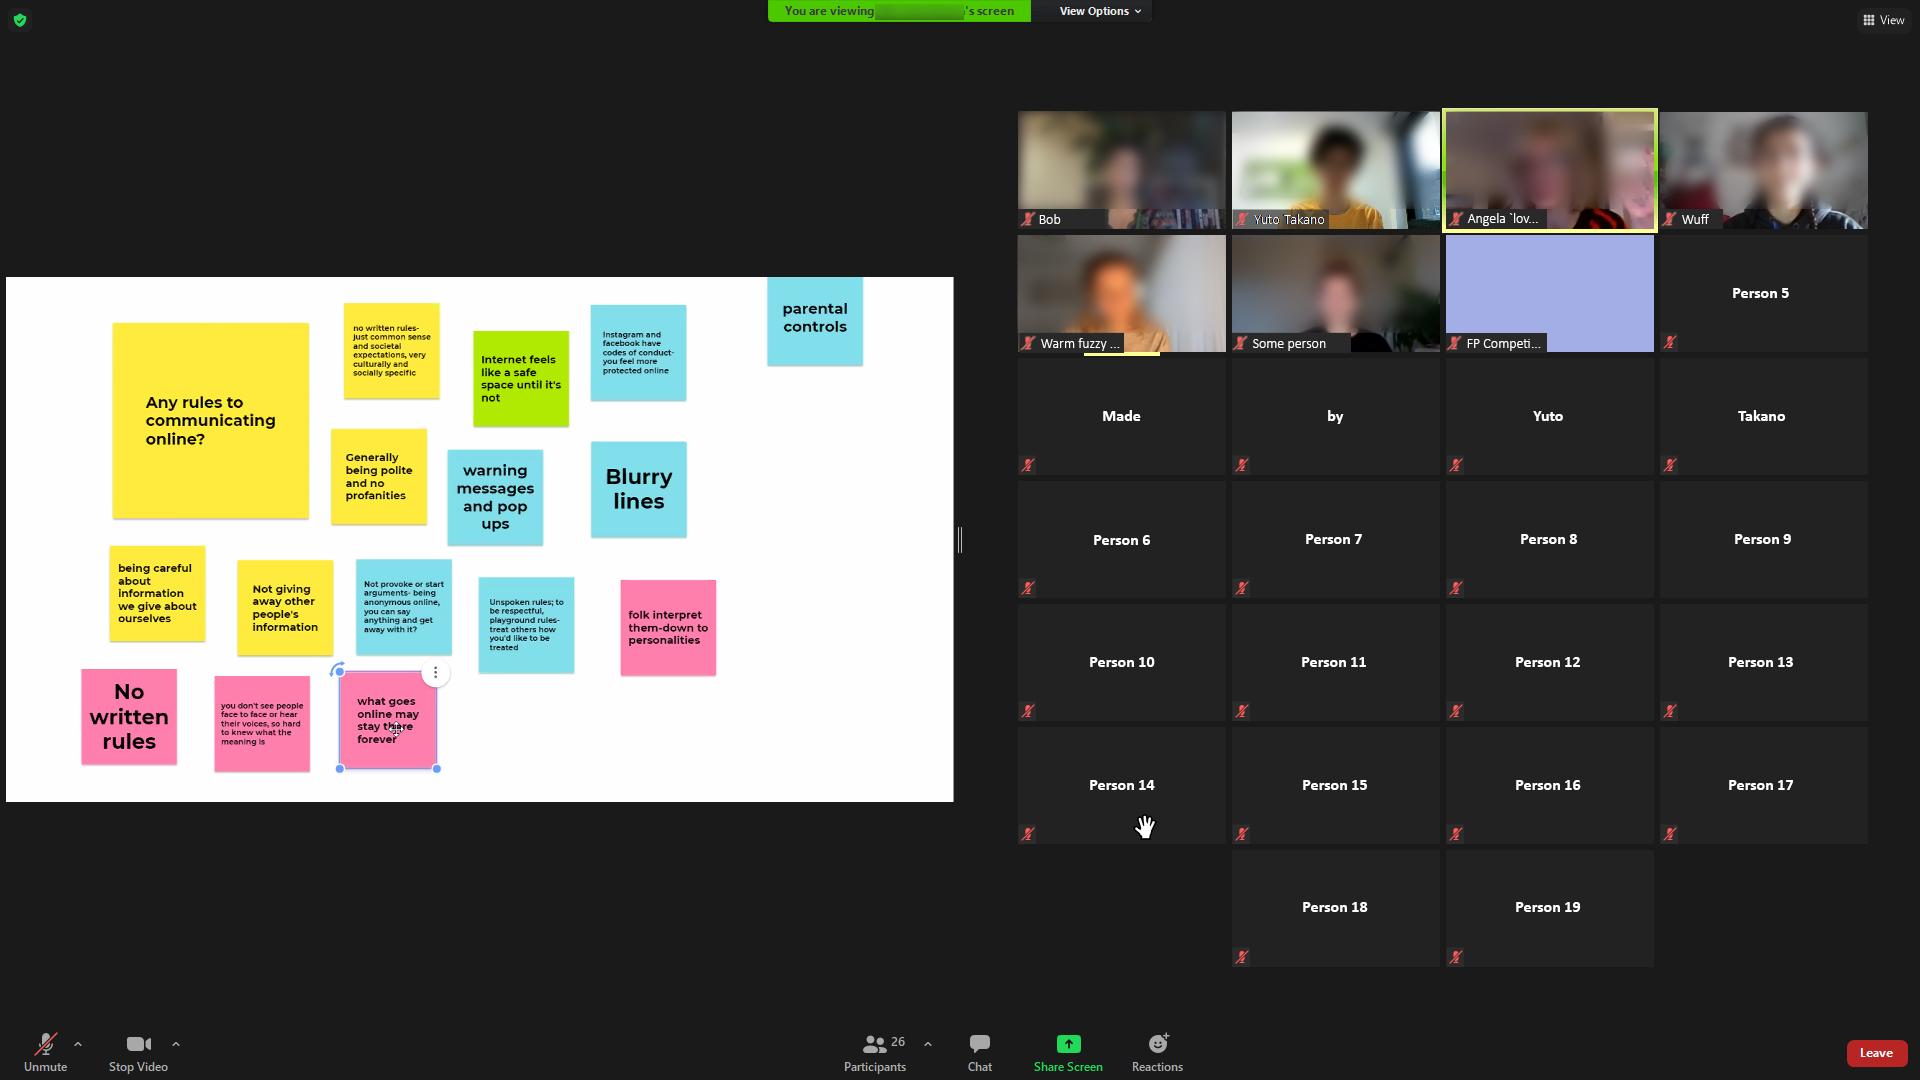 You are viewing 's screen
View Options
View
parental
controls
no written rules-
just common sense
and societal
expectations, very
culturally and
socially specific
Instagram and
facebook have
codes of conduct-
you feel more
protected online
Internet feels
like a safe
space until it's
not
Any rules to
communicating
online?
Generally
being polite
and no
profanities
warning
messages
and pop
ups
Blurry
lines
being careful
about
information
we give about
ourselves
Not giving
away other
people's
information
Not provoke or start
arguments- being
anonymous online,
you can say
anything and get
away with it?
Unspoken rules; to
be respectful,
playground rules-
treat others how
you'd like to be
treated
folk interpret
them-down to
personalities
No
written
rules
you don't see people
face to face or hear
their voices, so hard
to knew what the
meaning is
what goes
online may
stay there
forever
Bob
Yuto Takano
Angela `lov...
Wuff
Warm fuzzy ...
Some person
FP Competi...
Person 5
Made
by
Yuto
Takano
Person 6
Person 7
Person 8
Person 9
Person 10
Person 11
Person 12
Person 13
Person 14
Person 15
Person 16
Person 17
Person 18
Person 19
Unmute
Stop Video
26
Participants
Chat
Share Screen
Reactions
Leave